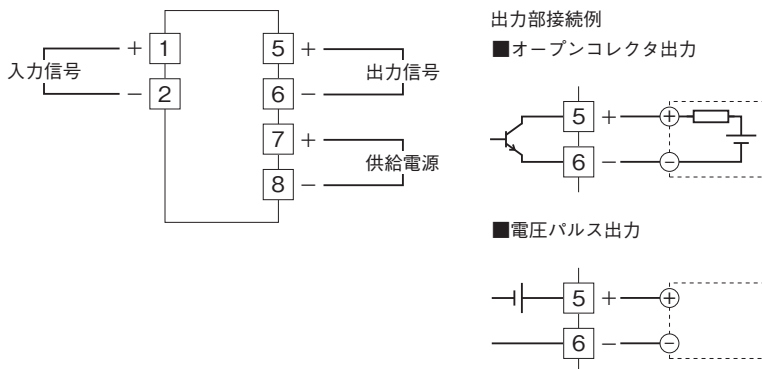 入力信号
+ 1
− 2
5 +
6 −
出力信号
7 +
8 −
供給電源
出力部接続例
■オープンコレクタ出力
5 + +
6 − −
■電圧パルス出力
5 + +
6 − −